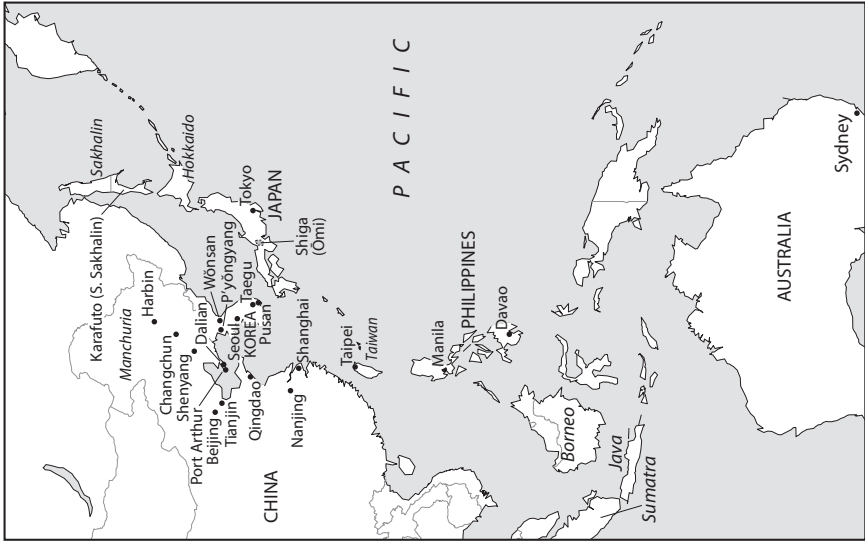 Sakhalin
Karafuto (S. Sakhalin)
Hokkaido
Manchuria
Harbin
Changchun
Shenyang
Dalian
Port Arthur
Beijing
Tianjin
Wŏnsan
P'yŏngyang
Seoul
KOREA
Taegu
Pusan
Tokyo
JAPAN
Shiga
(Ōmi)
Qingdao
CHINA
Nanjing
Shanghai
Taipei
Taiwan
PACIFIC
Manila
PHILIPPINES
Davao
Borneo
Java
Sumatra
AUSTRALIA
Sydney